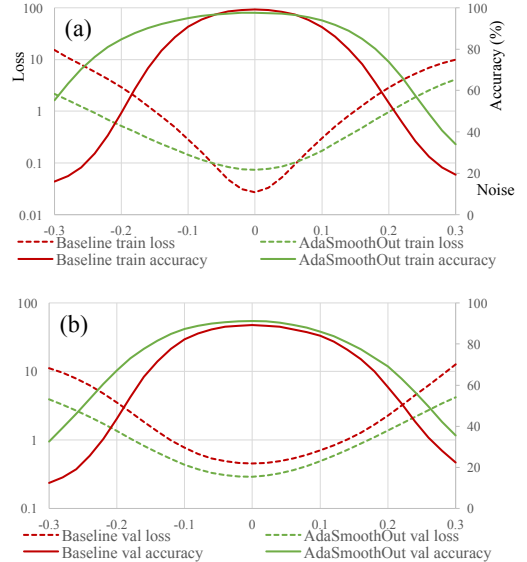 (a)
100
10
1
0.1
0.01
Loss
100
80
60
40
20
0
Accuracy (%)
Noise
-0.3 -0.2 -0.1 0 0.1 0.2 0.3
Baseline train loss AdaSmoothOut train loss
Baseline train accuracy AdaSmoothOut train accuracy
(b)
100
10
1
0.1
100
80
60
40
20
0
-0.3 -0.2 -0.1 0 0.1 0.2 0.3
Baseline val loss AdaSmoothOut val loss
Baseline val accuracy AdaSmoothOut val accuracy